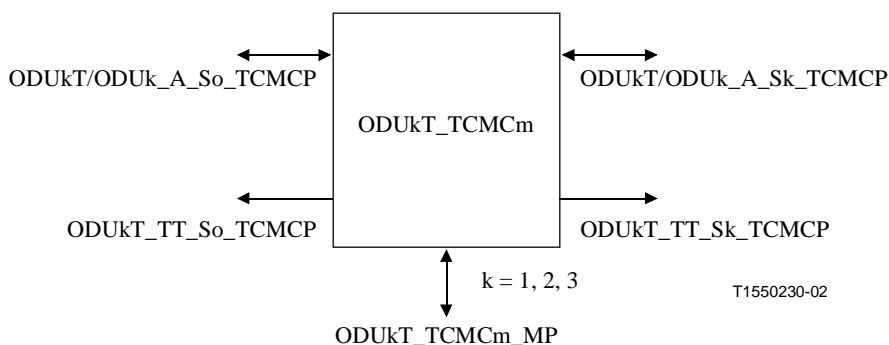 ODUkT/ODUk_A_So_TCMCP
ODUkT/ODUk_A_Sk_TCMCP
ODUkT_TCMCm
ODUkT_TT_So_TCMCP
ODUkT_TT_Sk_TCMCP
k = 1, 2, 3
T1550230-02
ODUkT_TCMCm_MP